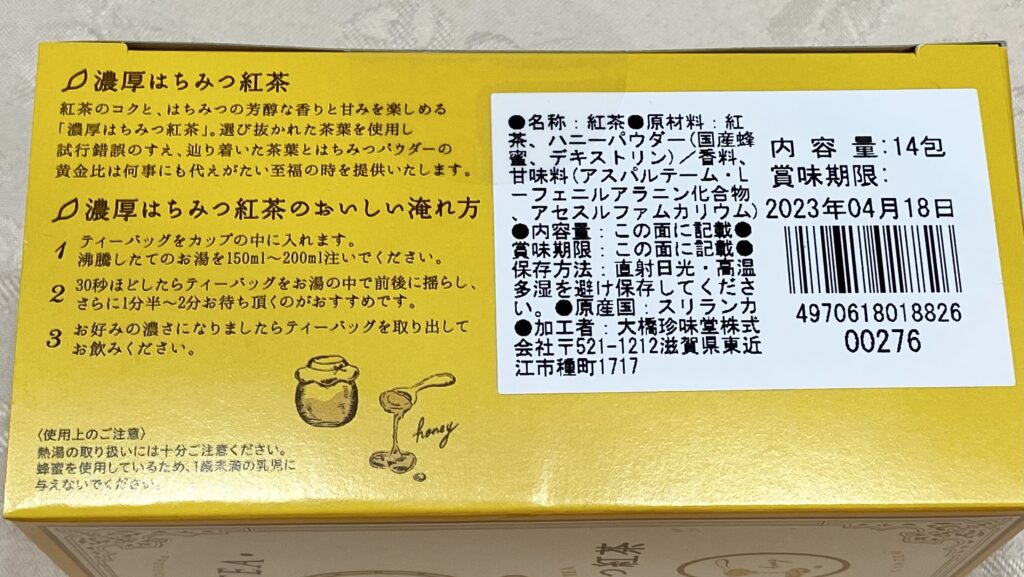 濃厚はちみつ紅茶
紅茶のコクと、はちみつの芳醇な香りと甘みを楽しめる
「濃厚はちみつ紅茶」。選び抜かれた茶葉を使用し
試行錯誤のすえ、辿り着いた茶葉とはちみつパウダーの
黄金比は何事にも代えがたい至福の時を提供いたします。
濃厚はちみつ紅茶のおいしい淹れ方
1 ティーバッグをカップの中に入れます。
沸騰したてのお湯を150ml〜200ml注いでください。
2 30秒ほどしたらティーバッグをお湯の中で前後に揺らし、
さらに1分半〜2分お待ち頂くのがおすすめです。
3 お好みの濃さになりましたらティーバッグを取り出して
お飲みください。
honey
〈使用上のご注意〉
熱湯の取り扱いには十分ご注意ください。
蜂蜜を使用しているため、1歳未満の乳児に
与えないでください。
●名称：紅茶●原材料：紅
茶、ハニーパウダー(国産蜂
蜜、デキストリン)／香料、
甘味料(アスパルテーム・L
−フェニルアラニン化合物
、アセスルファムカリウム)
●内容量：この面に記載●
賞味期限：この面に記載●
保存方法：直射日光・高温
多湿を避け保存してくださ
い。●原産国：スリランカ
●加工者：大橋珍味堂株式
会社〒521-1212滋賀県東近
江市種町1717
内容量:14包
賞味期限:
2023年04月18日
4970618018826
00276
TEA・
つ紅茶